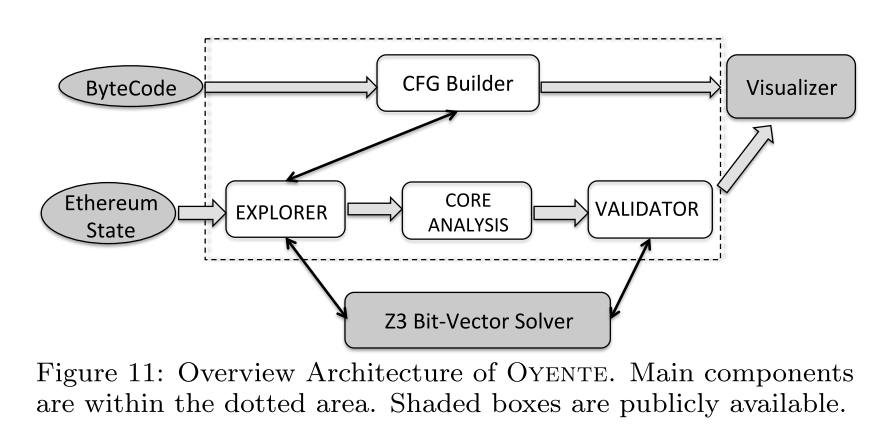 ByteCode
CFG Builder
Visualizer
Ethereum
State
EXPLORER
CORE
ANALYSIS
VALIDATOR
Z3 Bit-Vector Solver
Figure 11: Overview Architecture of OYENTE. Main components
are within the dotted area. Shaded boxes are publicly available.